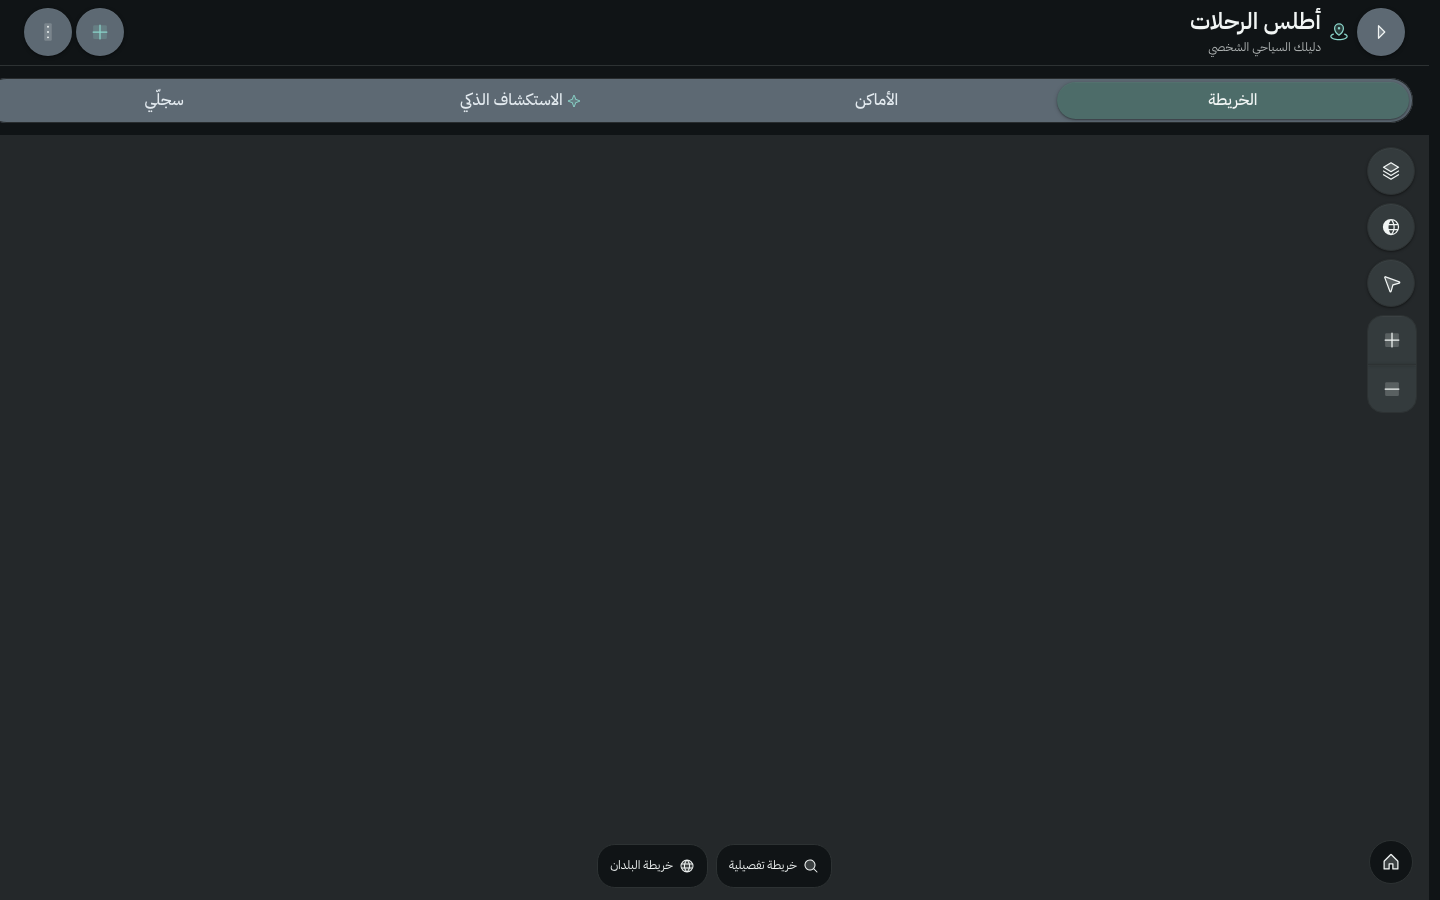 أطلس الرحلات
دليلك السياحي الشخصي
الخريطة
الأماكن
الاستكشاف الذكي
سجلّي
خريطة تفصيلية
خريطة البلدان